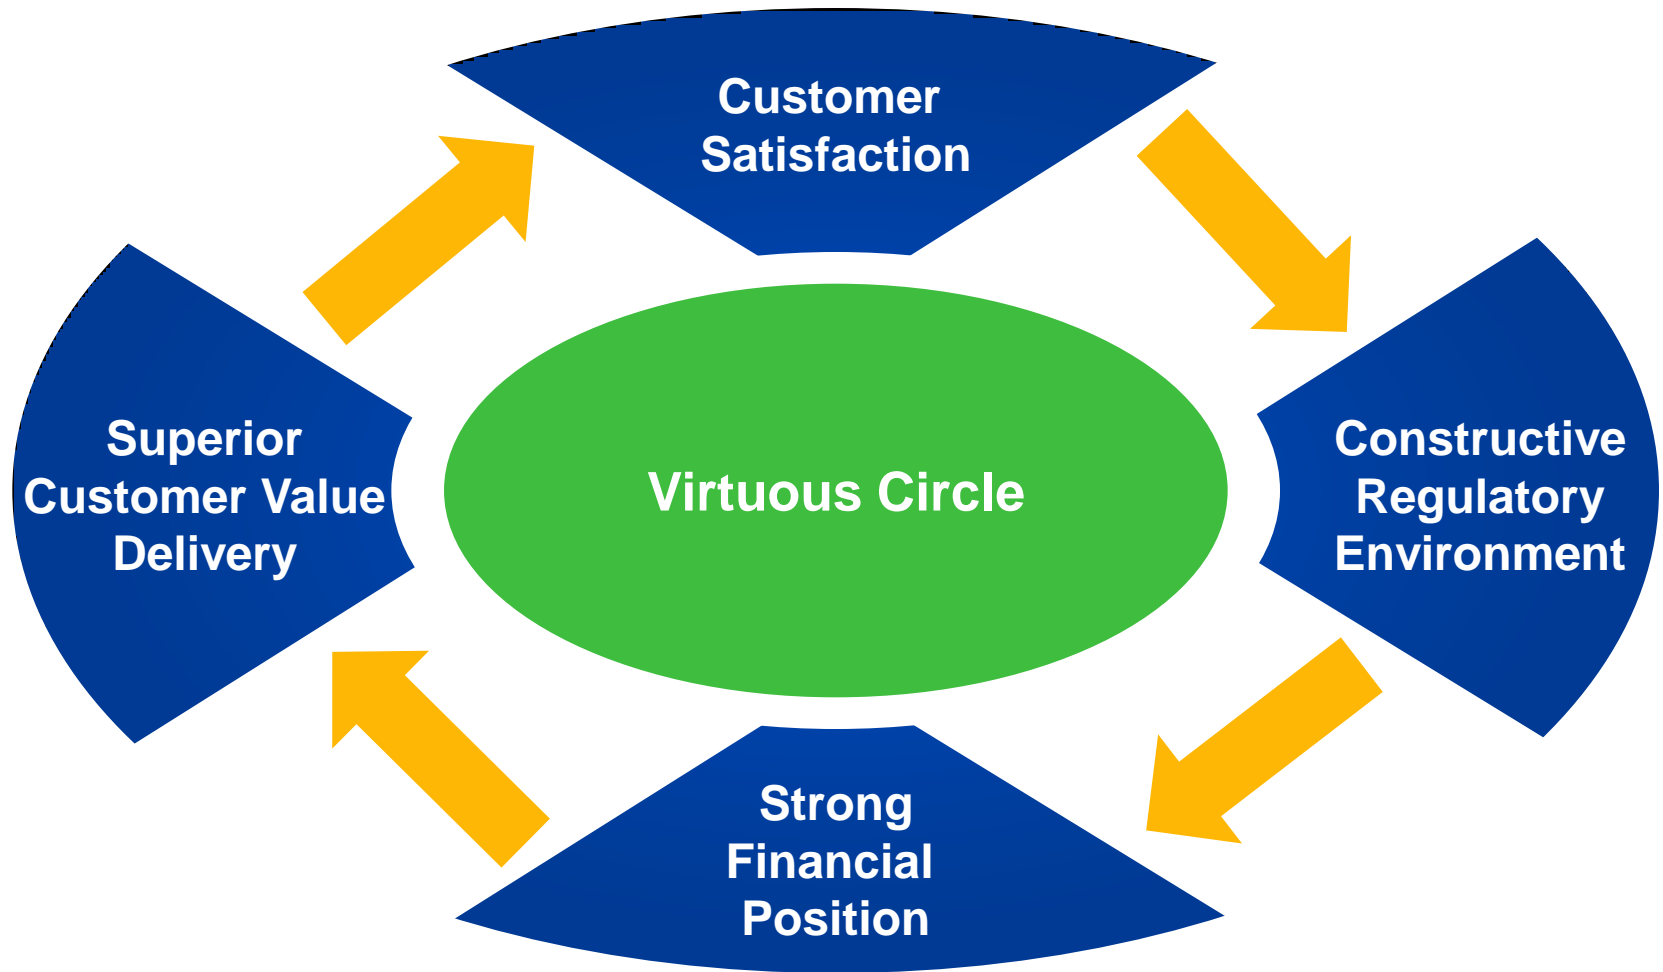 Customer
Satisfaction
Superior
Customer Value
Delivery
Virtuous Circle
Constructive
Regulatory
Environment
Strong
Financial
Position